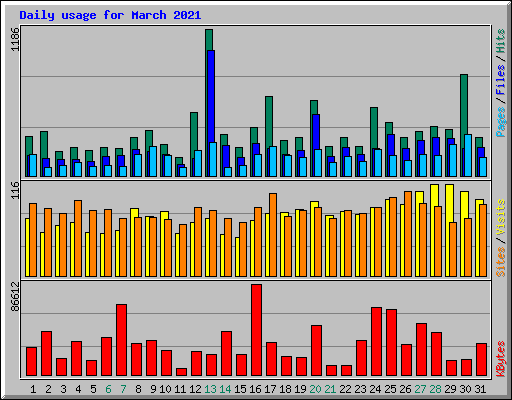 Daily usage for March 2021
1186
Pages / Files / Hits
116
Sites / Visits
86612
KBytes
1 2 3 4 5 6 7 8 9 10 11 12 13 14 15 16 17 18 19 20 21 22 23 24 25 26 27 28 29 30 31